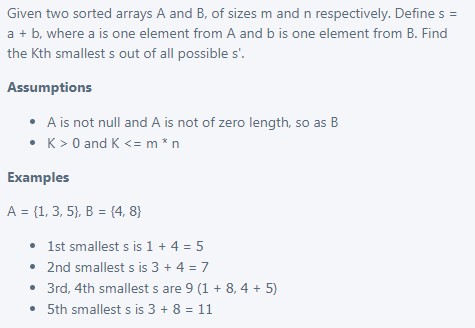 Given two sorted arrays A and B, of sizes m and n respectively. Define s =
a + b, where a is one element from A and b is one element from B. Find
the Kth smallest s out of all possible s'.
Assumptions
• A is not null and A is not of zero length, so as B
• K > 0 and K <= m * n
Examples
A = {1, 3, 5}, B = {4, 8}
• 1st smallest s is 1 + 4 = 5
• 2nd smallest s is 3 + 4 = 7
• 3rd, 4th smallest s are 9 (1 + 8, 4 + 5)
• 5th smallest s is 3 + 8 = 11